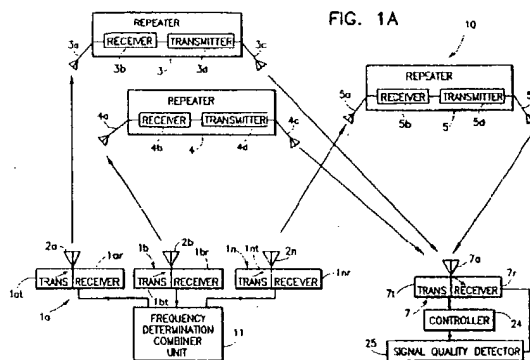 FIG. 1A
10
REPEATER
RECEIVER TRANSMITTER
3a 3b 3 3d 3c
REPEATER
RECEIVER TRANSMITTER
4a 4b 4 4d 4c
REPEATER
RECEIVER TRANSMITTER
5a 5b 5 5d 5
2a 2b 2n
1ar 1b 1br 1n 1nt 1nr
TRANS RECEIVER
TRANS RECEIVER
TRANS RECEIVER
1at 1bt
1a
FREQUENCY
DETERMINATION
COMBINER
UNIT
11
7a
7t 7r
TRANS RECEIVER
7
CONTROLLER
24
25
SIGNAL QUALITY DETECTOR